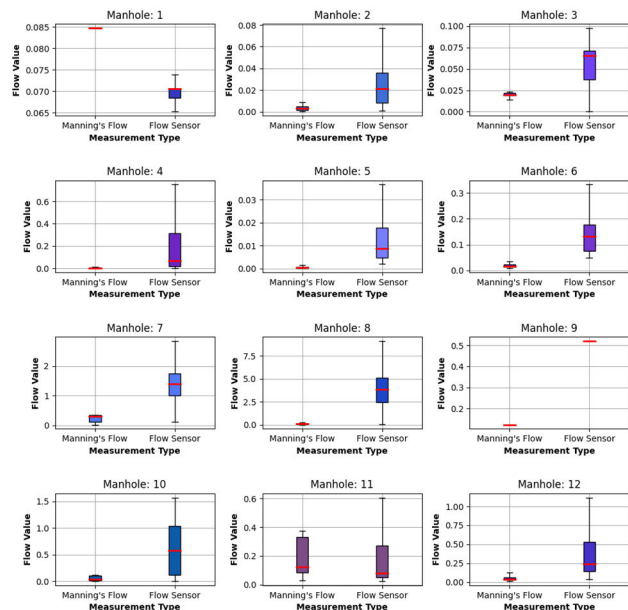 Manhole: 1
Flow Value
0.085
0.080
0.075
0.070
0.065
Manning's Flow Flow Sensor
Measurement Type
Manhole: 2
Flow Value
0.08
0.06
0.04
0.02
0.00
Manning's Flow Flow Sensor
Measurement Type
Manhole: 3
Flow Value
0.100
0.075
0.050
0.025
0.000
Manning's Flow Flow Sensor
Measurement Type
Manhole: 4
Flow Value
0.6
0.4
0.2
0.0
Manning's Flow Flow Sensor
Measurement Type
Manhole: 5
Flow Value
0.04
0.03
0.02
0.01
0.00
Manning's Flow Flow Sensor
Measurement Type
Manhole: 6
Flow Value
0.3
0.2
0.1
0.0
Manning's Flow Flow Sensor
Measurement Type
Manhole: 7
Flow Value
2
1
0
Manning's Flow Flow Sensor
Measurement Type
Manhole: 8
Flow Value
7.5
5.0
2.5
0.0
Manning's Flow Flow Sensor
Measurement Type
Manhole: 9
Flow Value
0.5
0.4
0.3
0.2
Manning's Flow Flow Sensor
Measurement Type
Manhole: 10
Flow Value
1.5
1.0
0.5
0.0
Manning's Flow Flow Sensor
Measurement Type
Manhole: 11
Flow Value
0.6
0.4
0.2
0.0
Manning's Flow Flow Sensor
Measurement Type
Manhole: 12
Flow Value
1.00
0.75
0.50
0.25
0.00
Manning's Flow Flow Sensor
Measurement Type